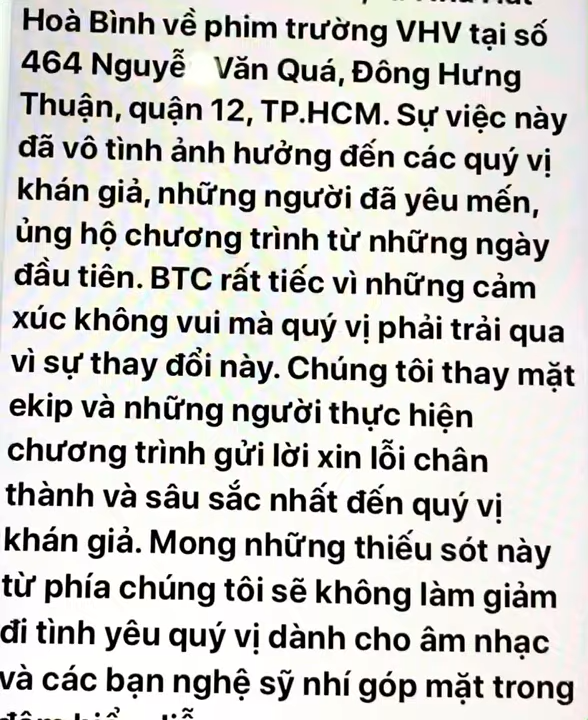 Hoà Bình về phim trường VHV tại số
464 Nguyễ Văn Quá, Đông Hưng
Thuận, quận 12, TP.HCM. Sự việc này
đã vô tình ảnh hưởng đến các quý vị
khán giả, những người đã yêu mến,
ủng hộ chương trình từ những ngày
đầu tiên. BTC rất tiếc vì những cảm
xúc không vui mà quý vị phải trải qua
vì sự thay đổi này. Chúng tôi thay mặt
ekip và những người thực hiện
chương trình gửi lời xin lỗi chân
thành và sâu sắc nhất đến quý vị
khán giả. Mong những thiếu sót này
từ phía chúng tôi sẽ không làm giảm
đi tình yêu quý vị dành cho âm nhạc
và các bạn nghệ sỹ nhí góp mặt trong